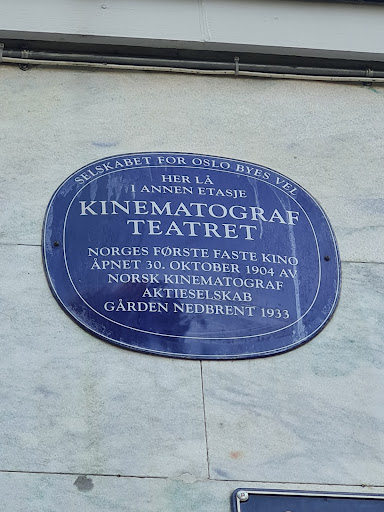 SELSKABET FOR OSLO BYES VEL
HER LÅ
I ANNEN ETASJE
KINEMATOGRAF
TEATRET
NORGES FØRSTE FASTE KINO
ÅPNET 30. OKTOBER 1904 AV
NORSK KINEMATOGRAF
AKTIESELSKAB
GÅRDEN NEDBRENT 1933